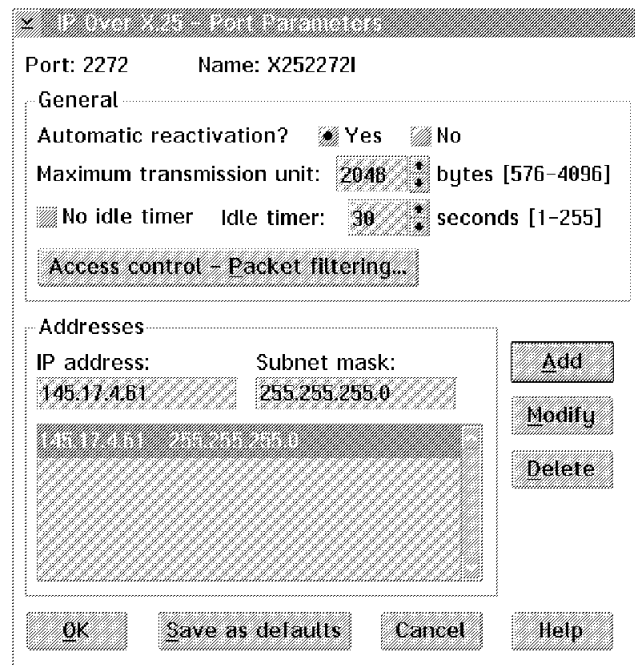 IP Over X.25 - Port Parameters
Port: 2272 Name: X252272I
General
Automatic reactivation? Yes No
Maximum transmission unit: 2048 bytes [576-4096]
No idle timer Idle timer: 30 seconds [1-255]
Access control - Packet filtering...
Addresses
IP address: Subnet mask:
145.17.4.61 255.255.255.0
145.17.4.61 255.255.255.0
Add
Modify
Delete
OK Save as defaults Cancel Help